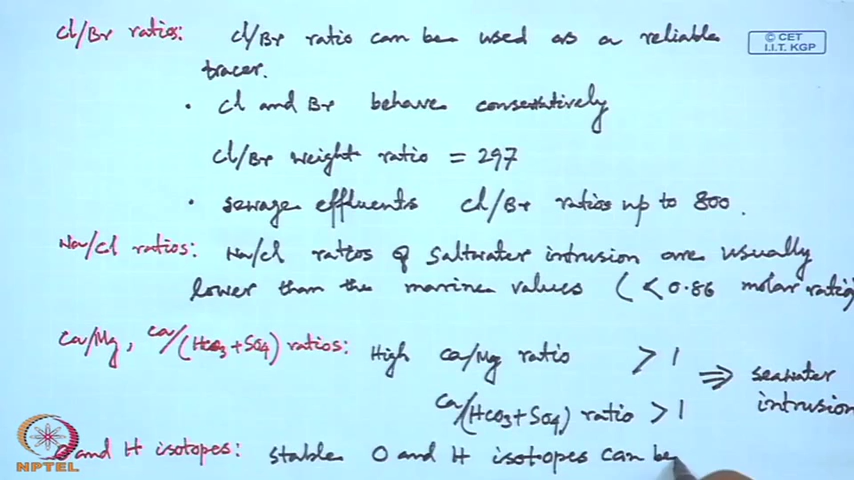 Cl/Br ratios: Cl/Br ratio can be used as a reliable
© CET
I.I.T. KGP
tracer.
• Cl and Br behave conservatively
Cl/Br weight ratio = 297
• sewage effluents Cl/Br ratios up to 800.
Na/Cl ratios: Na/Cl ratios of saltwater intrusion are usually
lower than the marine values (<0.86 molar ratio)
Ca/Mg, Ca/(HCO3+SO4) ratios: High Ca/Mg ratio > 1
⇒ seawater
intrusion
Ca/(HCO3+SO4) ratio > 1
O and H isotopes: stable O and H isotopes can be
NPTEL